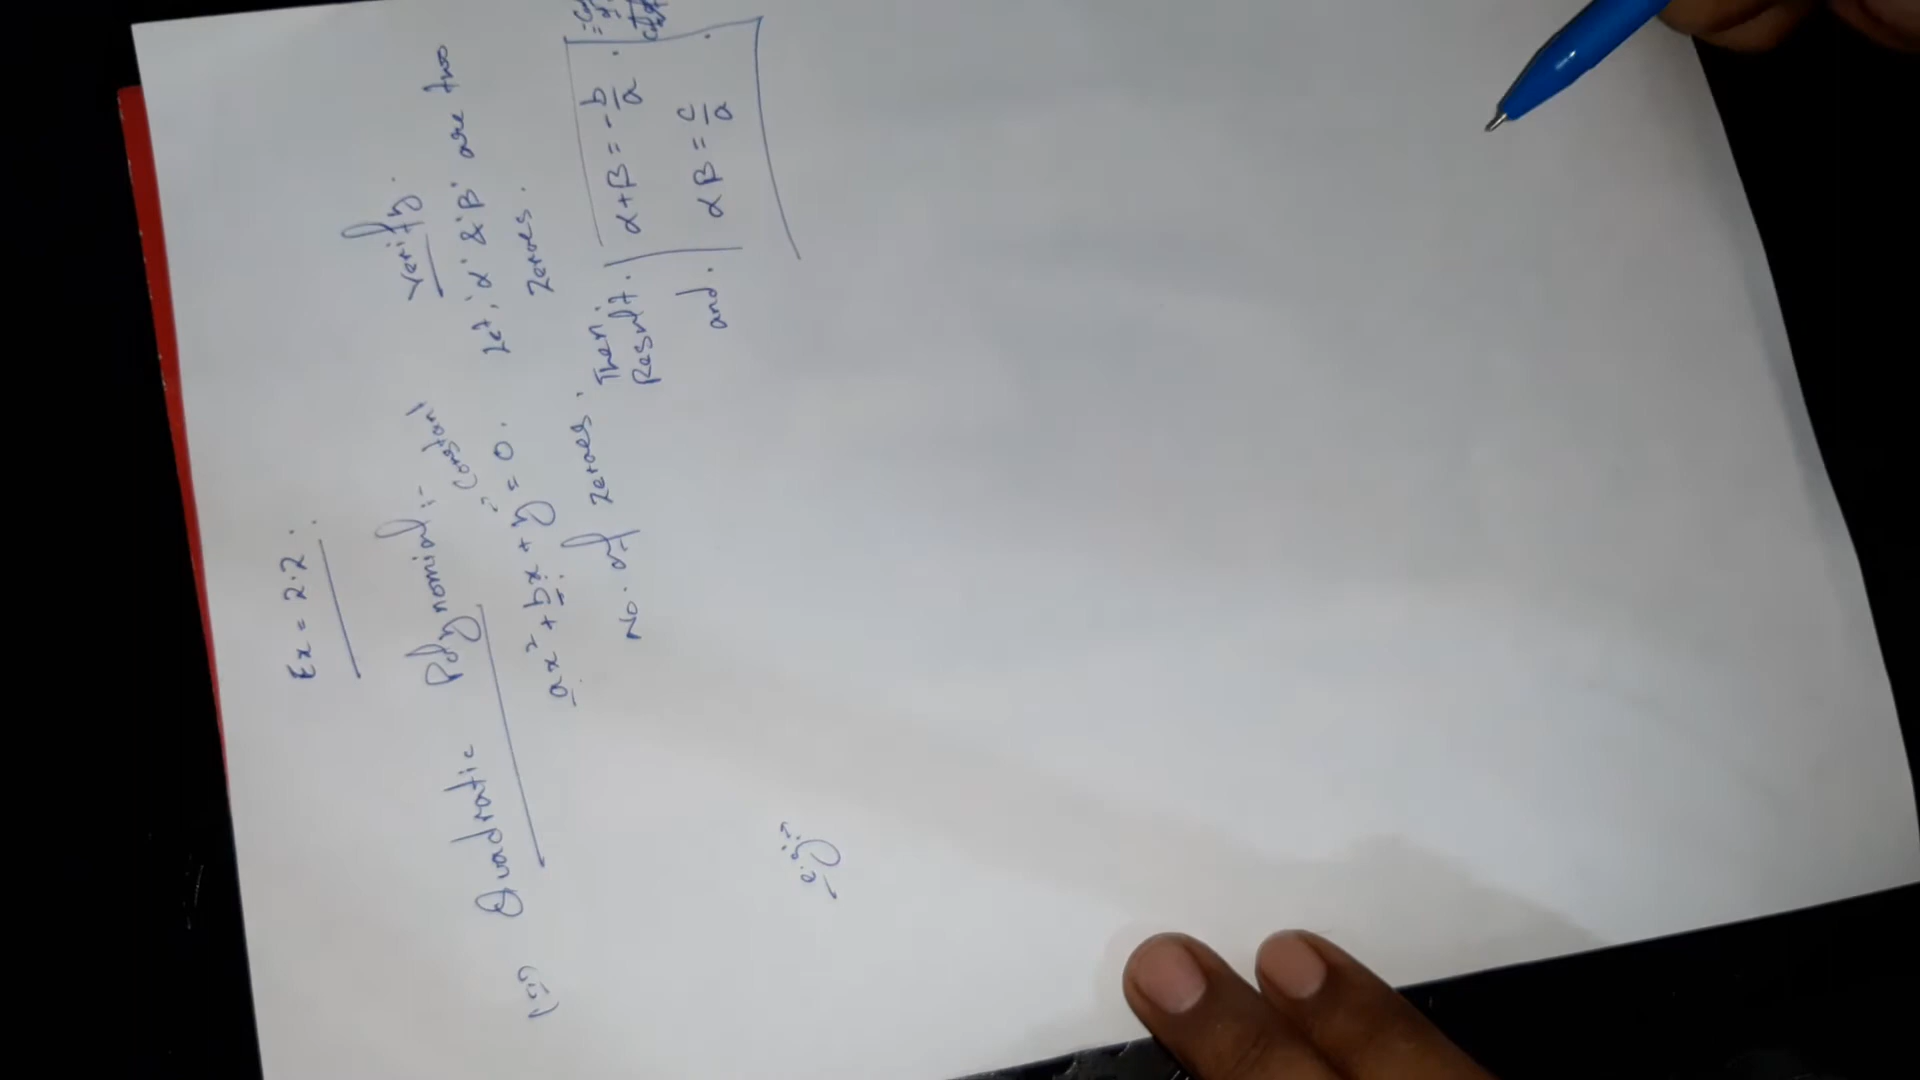 Ex = 2.2.
(i) Quadratic Polynomial :-
Constant
ax² + bx + y = 0.
No. of zeroes.
Verify.
Let, 'α' & 'β' are two
zeroes.
Then.
Result. α+β = -b/a .
and. αβ = c/a .
e.g.:-